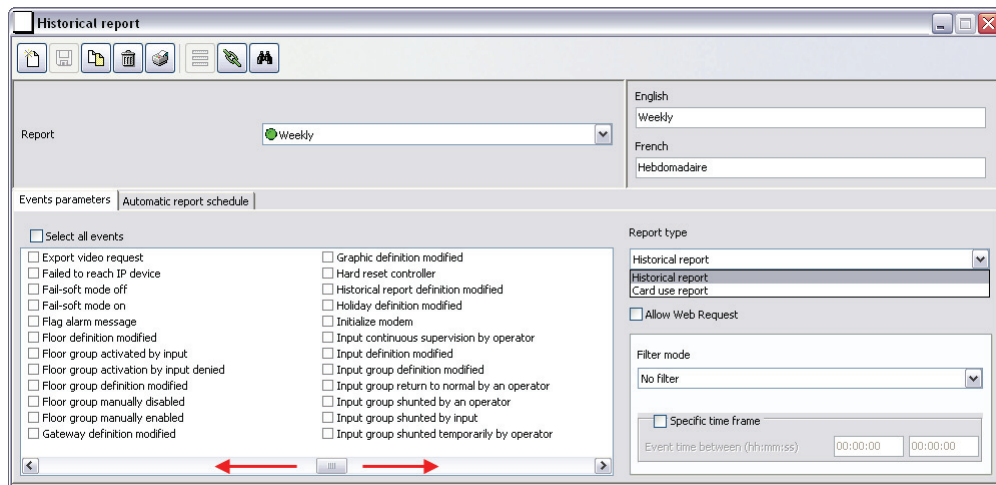 Historical report
English
Weekly
Report
Weekly
French
Hebdomadaire
Events parameters
Automatic report schedule
Select all events
Export video request
Failed to reach IP device
Fail-soft mode off
Fail-soft mode on
Flag alarm message
Floor definition modified
Floor group activated by input
Floor group activation by input denied
Floor group definition modified
Floor group manually disabled
Floor group manually enabled
Gateway definition modified
Graphic definition modified
Hard reset controller
Historical report definition modified
Holiday definition modified
Initialize modem
Input continuous supervision by operator
Input definition modified
Input group definition modified
Input group return to normal by an operator
Input group shunted by an operator
Input group shunted by input
Input group shunted temporarily by operator
Report type
Historical report
Historical report
Card use report
Allow Web Request
Filter mode
No filter
Specific time frame
Event time between (hh:mm:ss)
00:00:00
00:00:00